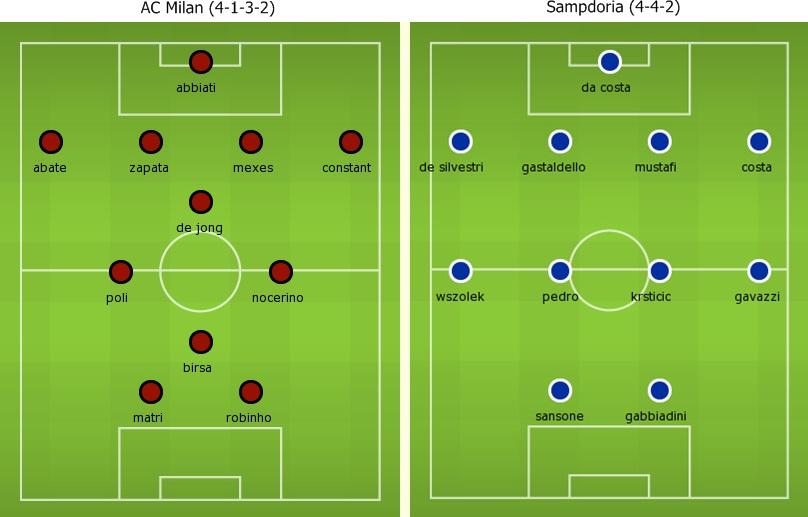 AC Milan (4-1-3-2)
abbiati
abate zapata mexes constant
de jong
poli nocerino
birsa
matri robinho
Sampdoria (4-4-2)
da costa
de silvestri gastaldello mustafi costa
wszolek pedro krsticic gavazzi
sansone gabbiadini